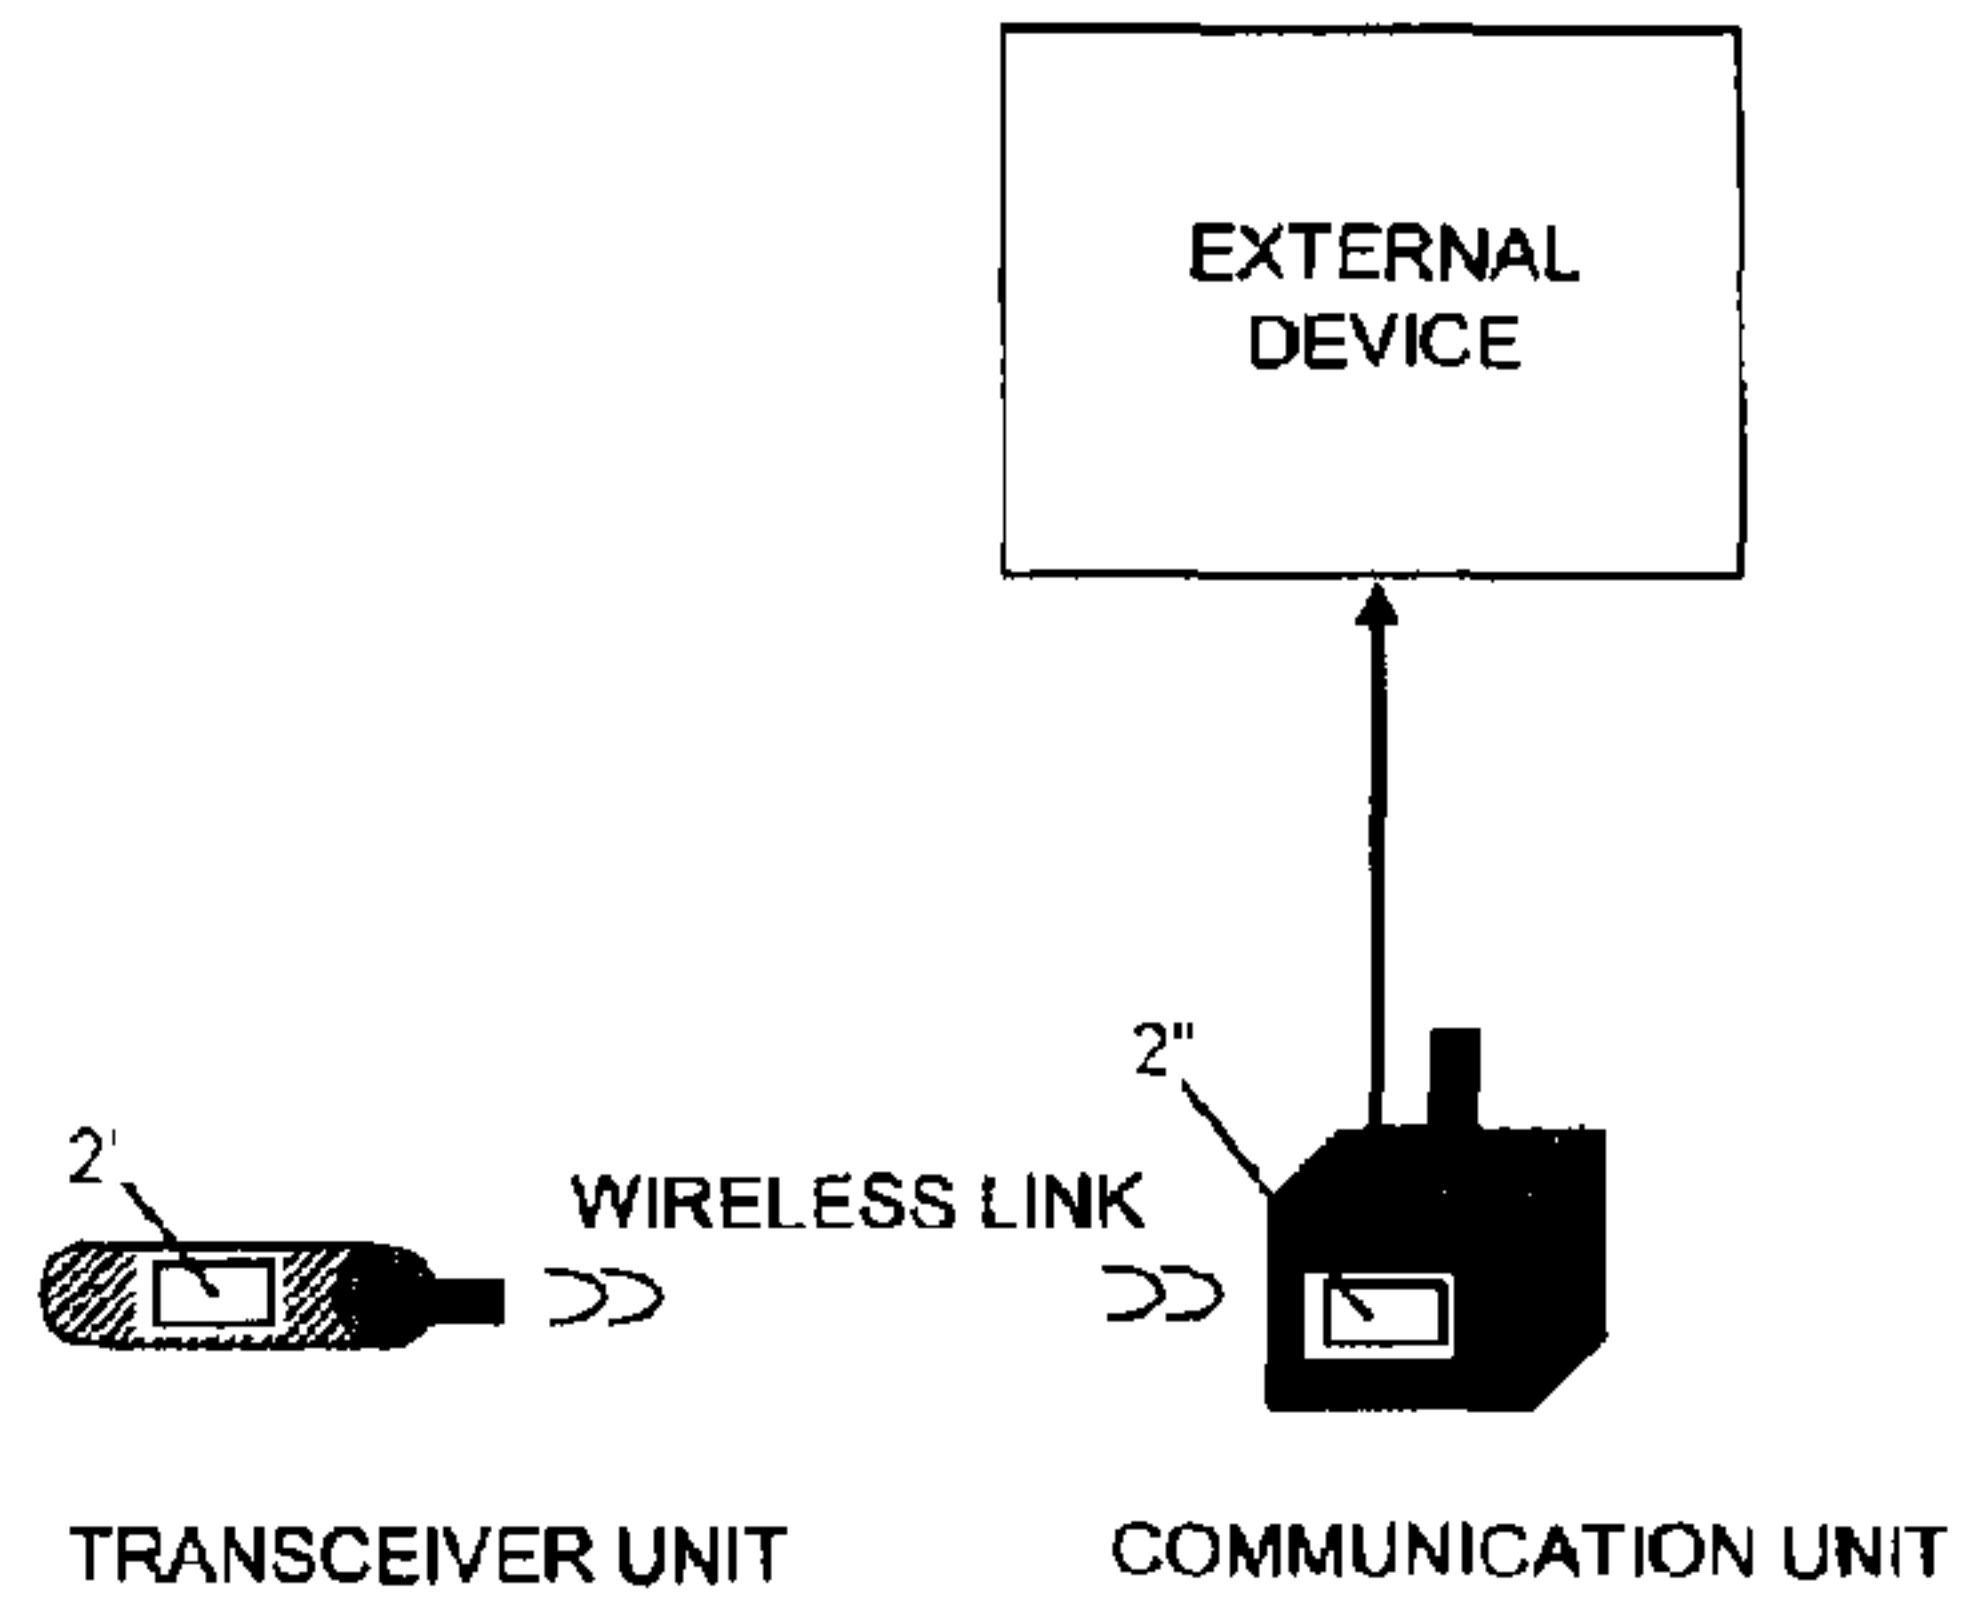 EXTERNAL
DEVICE
2"
2'
WIRELESS LINK
TRANSCEIVER UNIT
COMMUNICATION UNIT